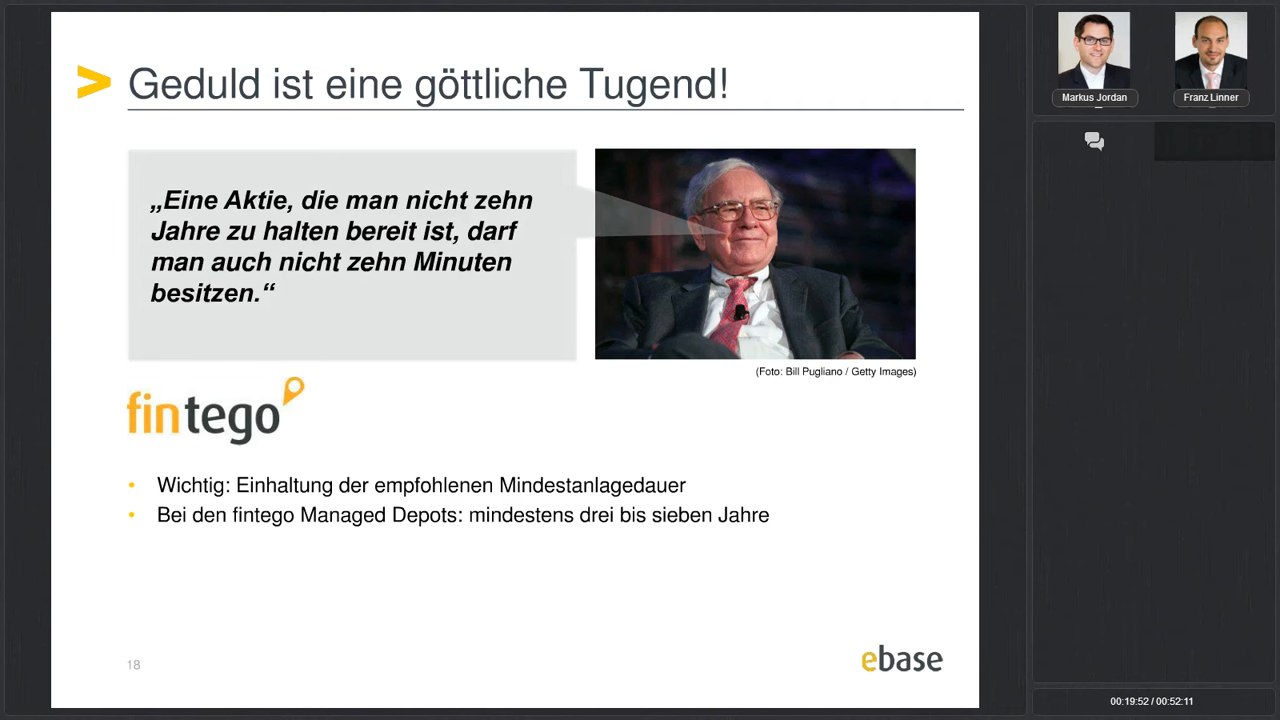 > Geduld ist eine göttliche Tugend!
„Eine Aktie, die man nicht zehn
Jahre zu halten bereit ist, darf
man auch nicht zehn Minuten
besitzen.“
(Foto: Bill Pugliano / Getty Images)
fintego
• Wichtig: Einhaltung der empfohlenen Mindestanlagedauer
• Bei den fintego Managed Depots: mindestens drei bis sieben Jahre
18
ebase
Markus Jordan
Franz Linner
00:19:52 / 00:52:11